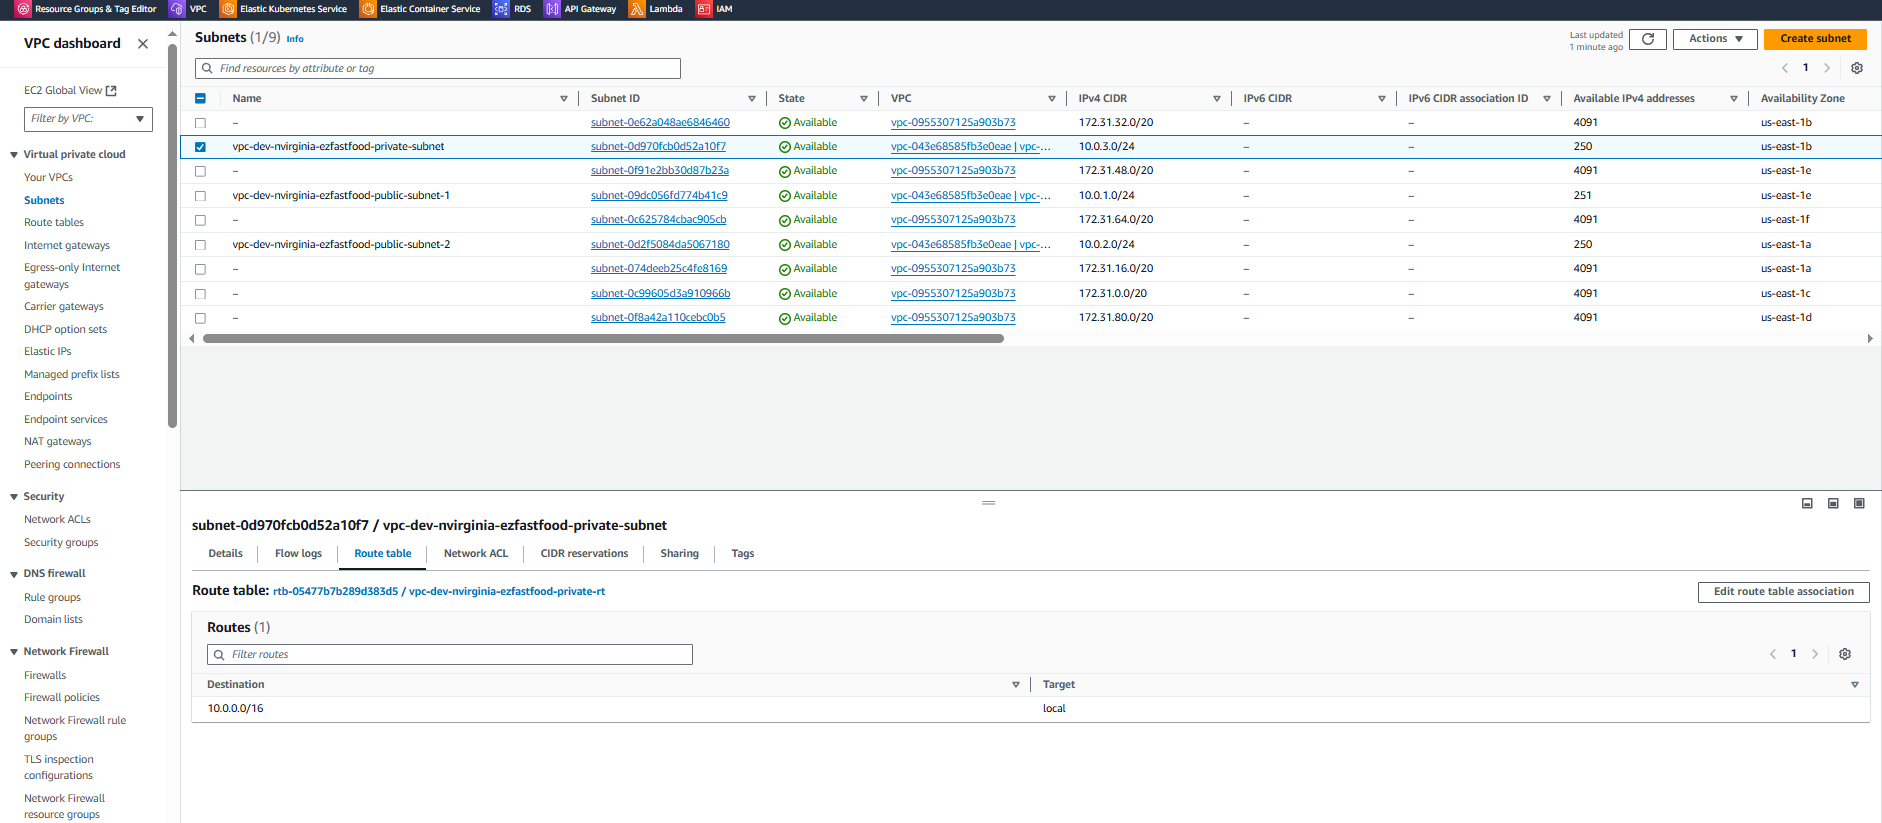 Resource Groups & Tag Editor VPC Elastic Kubernetes Service Elastic Container Service RDS API Gateway Lambda IAM
VPC dashboard
EC2 Global View
Filter by VPC:
Virtual private cloud
Your VPCs
Subnets
Route tables
Internet gateways
Egress-only Internet
gateways
Carrier gateways
DHCP option sets
Elastic IPs
Managed prefix lists
Endpoints
Endpoint services
NAT gateways
Peering connections
Security
Network ACLs
Security groups
DNS firewall
Rule groups
Domain lists
Network Firewall
Firewalls
Firewall policies
Network Firewall rule
groups
TLS inspection
configurations
Network Firewall
resource groups
Subnets (1/9) Info
Last updated
1 minute ago
Actions
Create subnet
Find resources by attribute or tag
1
Name Subnet ID State VPC IPv4 CIDR IPv6 CIDR IPv6 CIDR association ID Available IPv4 addresses Availability Zone
– subnet-0e62a048ae6846460 Available vpc-0955307125a903b73 172.31.32.0/20 – – 4091 us-east-1b
vpc-dev-nvirginia-ezfastfood-private-subnet subnet-0d970fcb0d52a10f7 Available vpc-043e68585fb3e0eae | vpc-... 10.0.3.0/24 – – 250 us-east-1b
– subnet-0f91e2bb30d87b23a Available vpc-0955307125a903b73 172.31.48.0/20 – – 4091 us-east-1e
vpc-dev-nvirginia-ezfastfood-public-subnet-1 subnet-09dc056fd774b41c9 Available vpc-043e68585fb3e0eae | vpc-... 10.0.1.0/24 – – 251 us-east-1e
– subnet-0c625784cbac905cb Available vpc-0955307125a903b73 172.31.64.0/20 – – 4091 us-east-1f
vpc-dev-nvirginia-ezfastfood-public-subnet-2 subnet-0d2f5084da5067180 Available vpc-043e68585fb3e0eae | vpc-... 10.0.2.0/24 – – 250 us-east-1a
– subnet-074deeb25c4fe8169 Available vpc-0955307125a903b73 172.31.16.0/20 – – 4091 us-east-1a
– subnet-0c99605d3a910966b Available vpc-0955307125a903b73 172.31.0.0/20 – – 4091 us-east-1c
– subnet-0f8a42a110cebc0b5 Available vpc-0955307125a903b73 172.31.80.0/20 – – 4091 us-east-1d
subnet-0d970fcb0d52a10f7 / vpc-dev-nvirginia-ezfastfood-private-subnet
Details Flow logs Route table Network ACL CIDR reservations Sharing Tags
Route table: rtb-05477b7b289d383d5 / vpc-dev-nvirginia-ezfastfood-private-rt
Edit route table association
Routes (1)
Filter routes
1
Destination Target
10.0.0.0/16 local